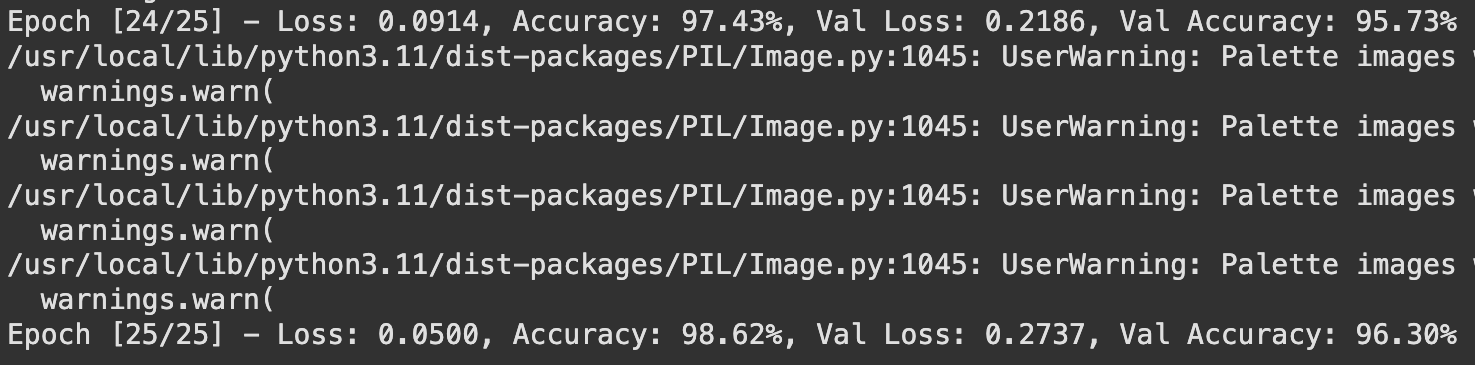 Epoch [24/25] – Loss: 0.0914, Accuracy: 97.43%, Val Loss: 0.2186, Val Accuracy: 95.73%
/usr/local/lib/python3.11/dist-packages/PIL/Image.py:1045: UserWarning: Palette images
warnings.warn(
/usr/local/lib/python3.11/dist-packages/PIL/Image.py:1045: UserWarning: Palette images
warnings.warn(
/usr/local/lib/python3.11/dist-packages/PIL/Image.py:1045: UserWarning: Palette images
warnings.warn(
/usr/local/lib/python3.11/dist-packages/PIL/Image.py:1045: UserWarning: Palette images
warnings.warn(
Epoch [25/25] – Loss: 0.0500, Accuracy: 98.62%, Val Loss: 0.2737, Val Accuracy: 96.30%